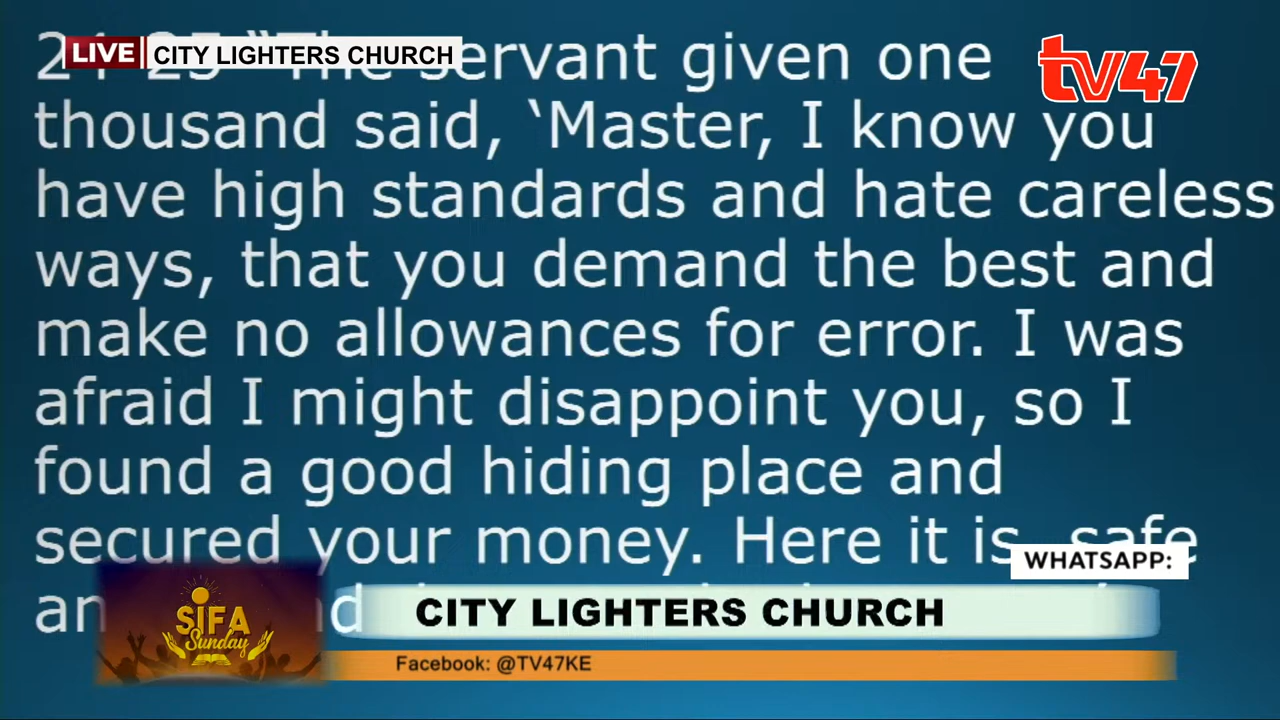 LIVE CITY LIGHTERS CHURCH
servant given one
tv47
thousand said, ‘Master, I know you
have high standards and hate careless
ways, that you demand the best and
make no allowances for error. I was
afraid I might disappoint you, so I
found a good hiding place and
secured your money. Here it is, safe
WHATSAPP:
SIFA
Sunday
CITY LIGHTERS CHURCH
Facebook: @TV47KE